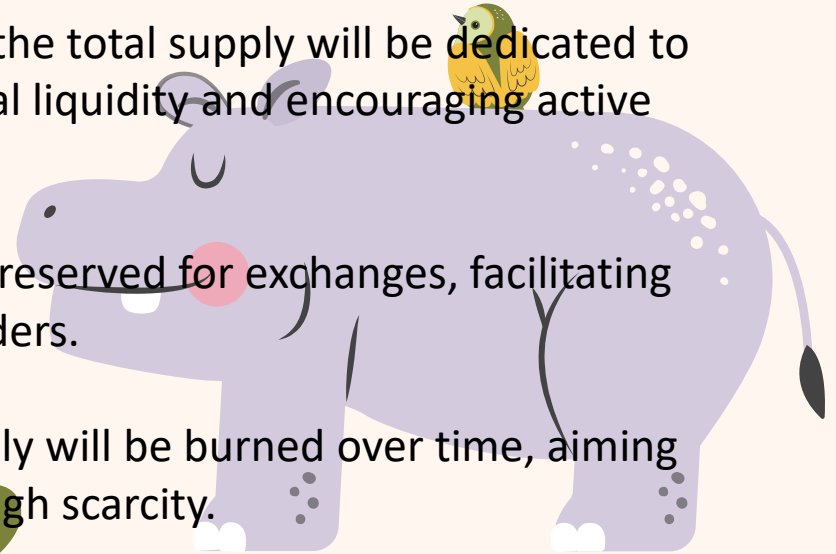 the total supply will be dedicated to
al liquidity and encouraging active
reserved for exchanges, facilitating
ders.
ly will be burned over time, aiming
gh scarcity.